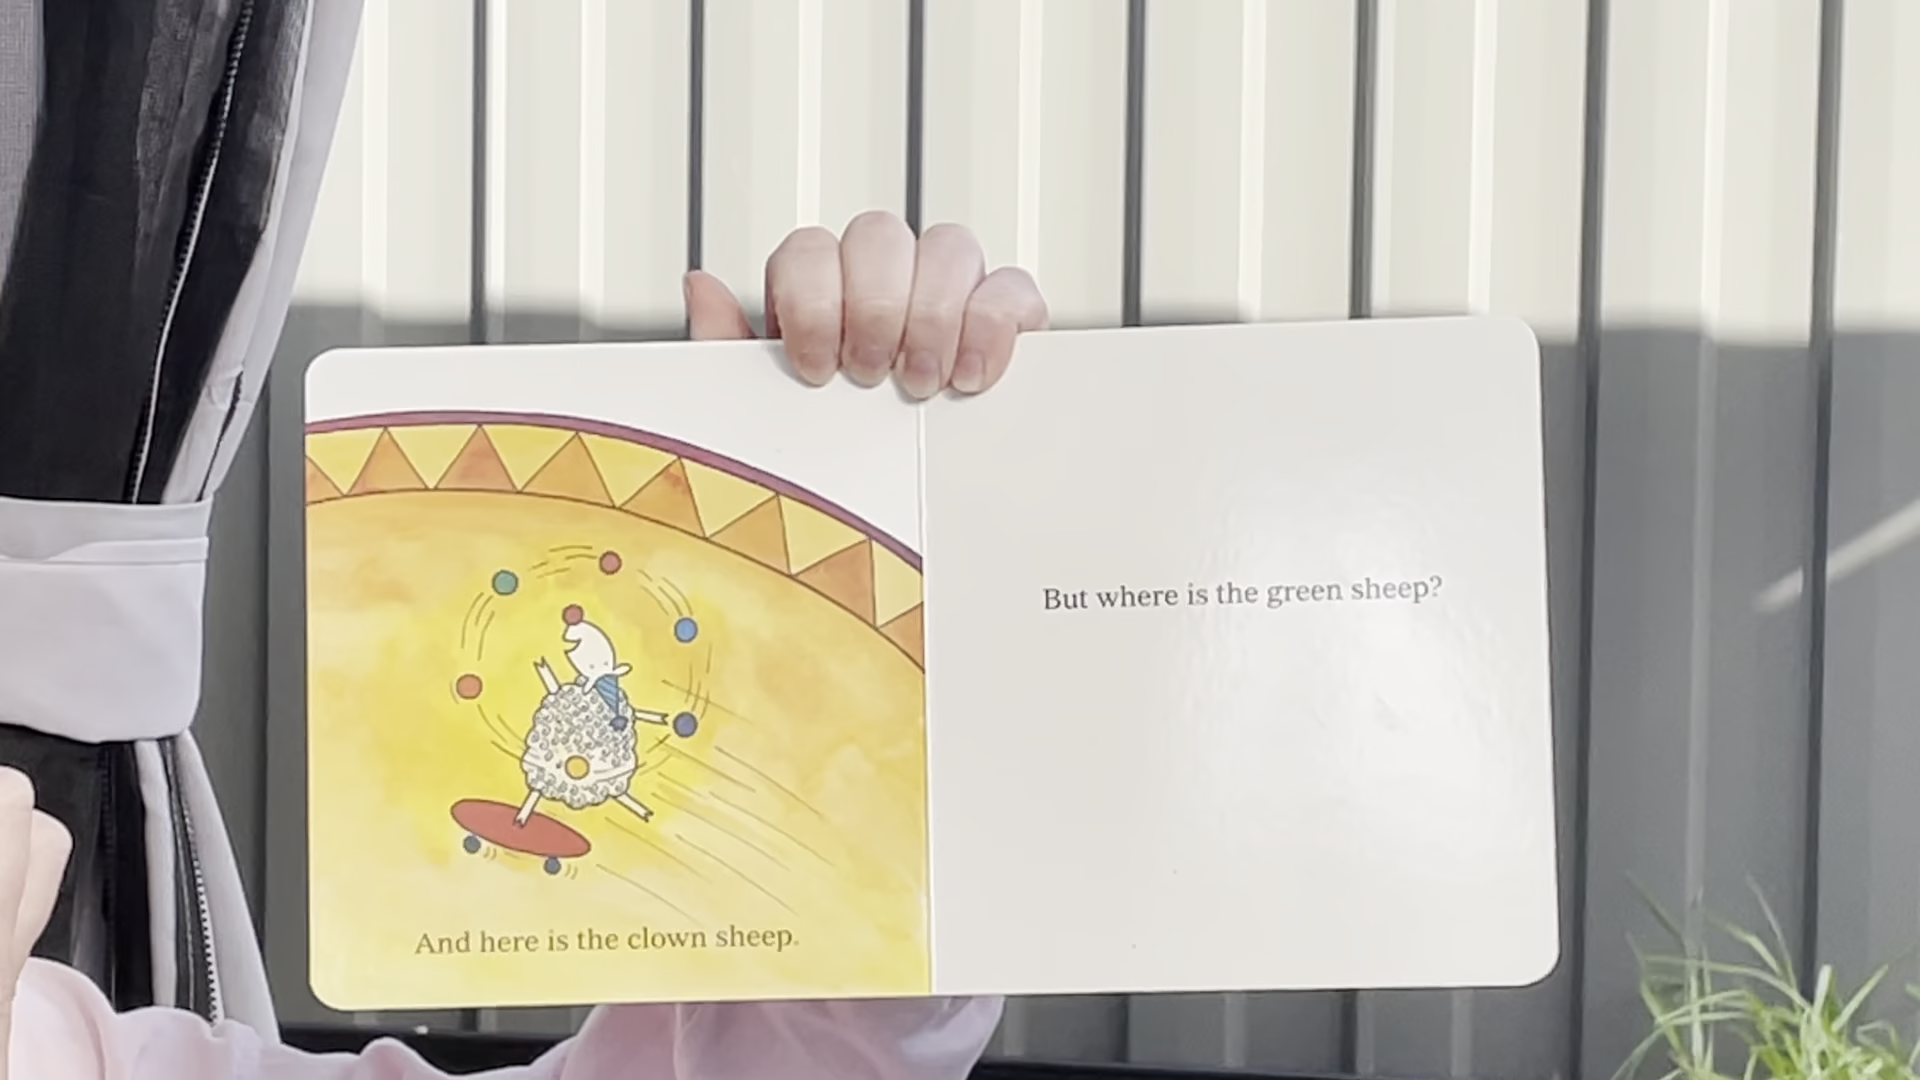 And here is the clown sheep.
But where is the green sheep?